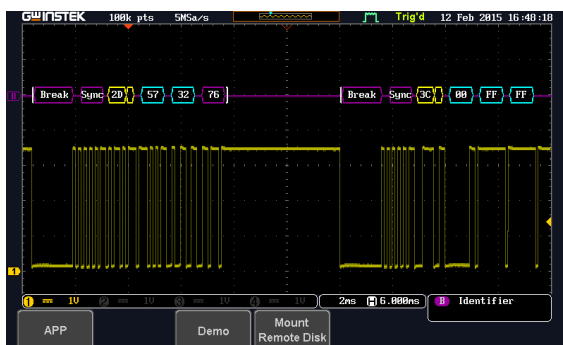 GWINSTEK 100k pts 5MSa/s Trig'd 12 Feb 2015 16:48:18
B Break Sync 2D 57 32 76 Break Sync 3C 00 FF FF
1
1 1V 2 1V 3 1V 4 1V 2ms H 6.000ms B Identifier
APP Demo Mount
Remote Disk